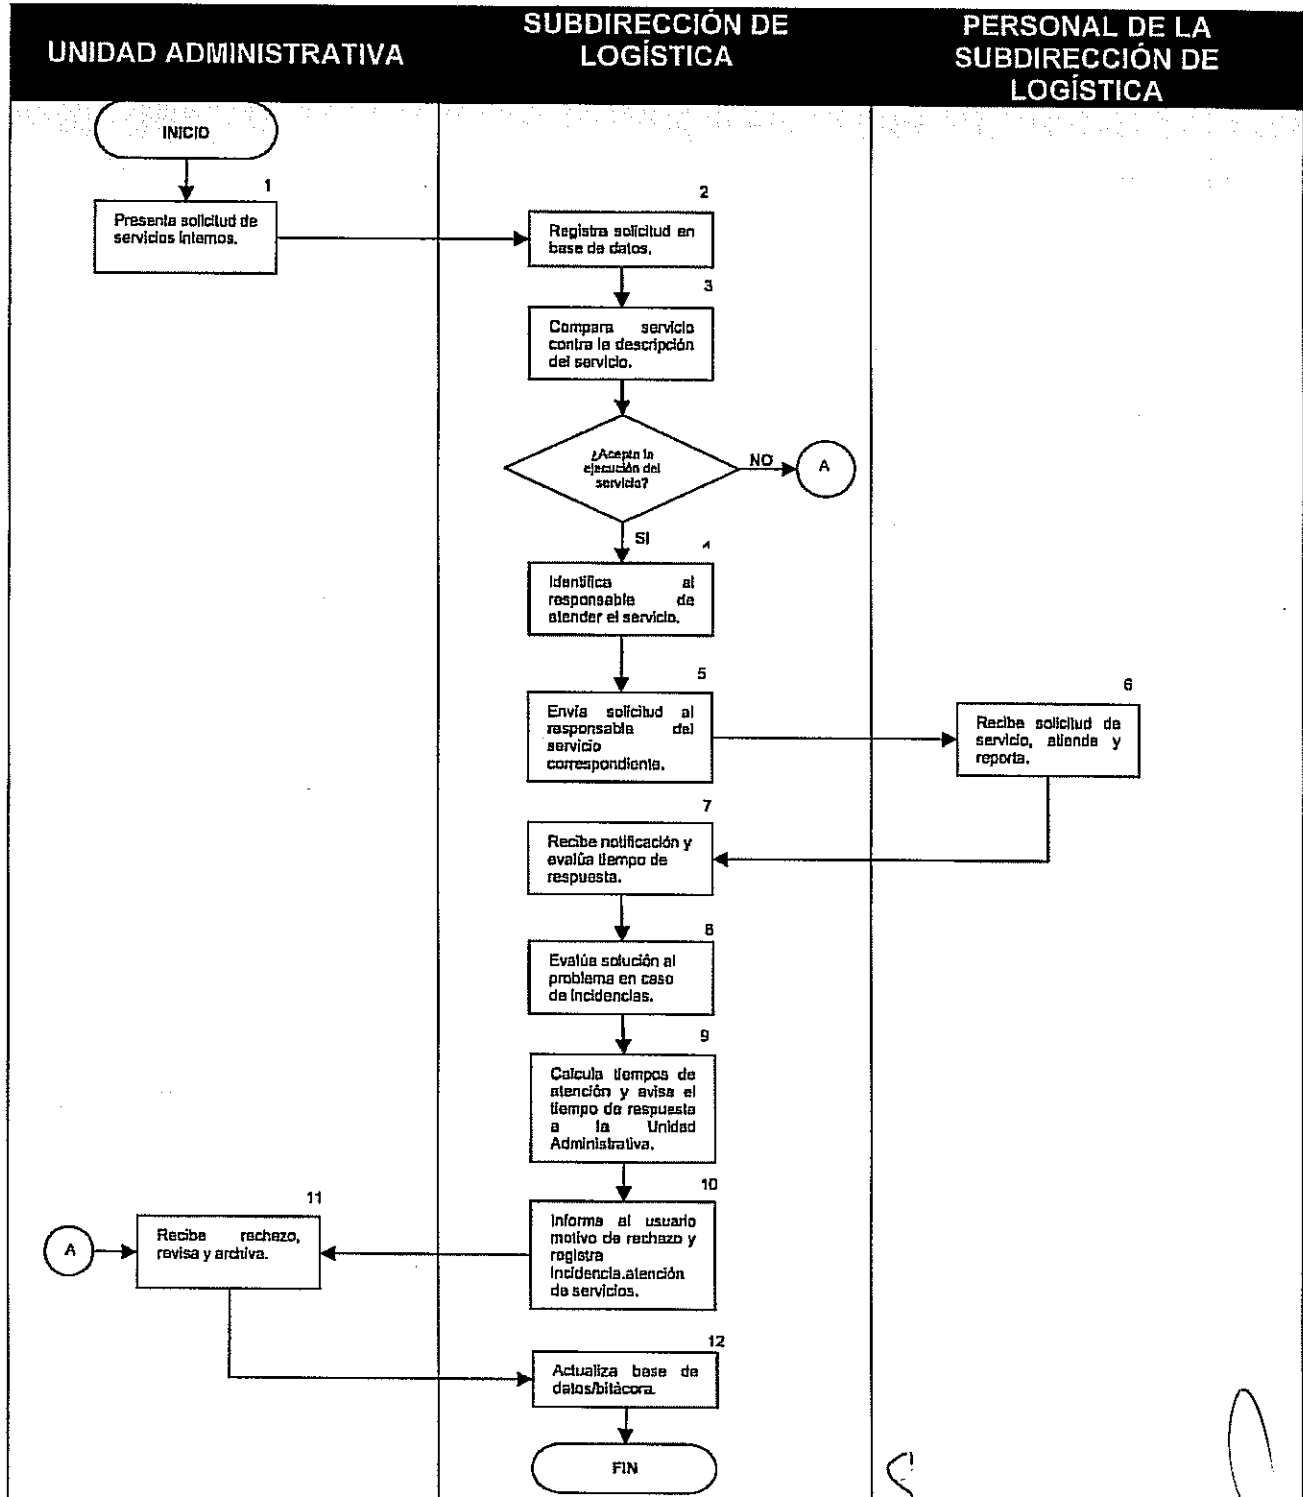 UNIDAD ADMINISTRATIVA
SUBDIRECCIÓN DE
LOGÍSTICA
PERSONAL DE LA
SUBDIRECCIÓN DE
LOGÍSTICA
INICIO
1
Presenta solicitud de
servicios internos.
2
Registra solicitud en
base de datos.
3
Compara servicio
contra la descripción
del servicio.
¿Acepta la
ejecución del
servicio?
NO
A
SI
4
Identifica al
responsable de
atender el servicio.
5
Envía solicitud al
responsable del
servicio
correspondiente.
6
Recibe solicitud de
servicio, atiende y
reporta.
7
Recibe notificación y
evalúa tiempo de
respuesta.
8
Evalúa solución al
problema en caso
de incidencias.
9
Calcula tiempos de
atención y avisa el
tiempo de respuesta
a la Unidad
Administrativa.
10
Informa al usuario
motivo de rechazo y
registra
incidencia.atención
de servicios.
11
A
Recibe rechazo,
revisa y archiva.
12
Actualiza base de
datos/bitácora.
FIN